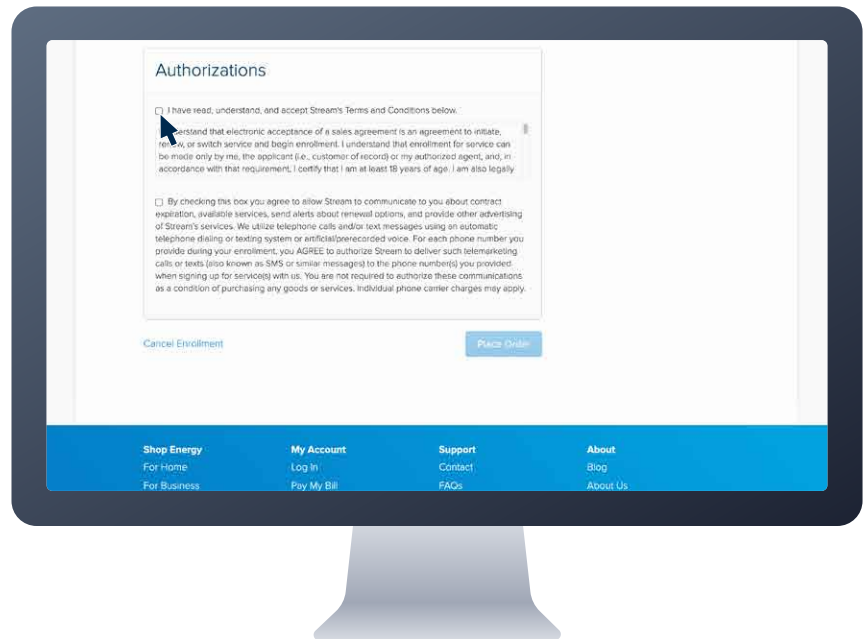 Authorizations
I have read, understand, and accept Stream's Terms and Conditions below.
erstand that electronic acceptance of a sales agreement is an agreement to initiate,
or switch service and begin enrollment. I understand that enrollment for service can
be made only by me, the applicant (i.e., customer of record) or my authorized agent, and, in
accordance with that requirement, I certify that I am at least 18 years of age. I am also legally
By checking this box you agree to allow Stream to communicate to you about contract
expiration, available services, send alerts about renewal options, and provide other advertising
of Stream's services. We utilize telephone calls and/or text messages using an automatic
telephone dialing or texting system or artificial/prerecorded voice. For each phone number you
provide during your enrollment, you AGREE to authorize Stream to deliver such telemarketing
calls or texts (also known as SMS or similar messages) to the phone number(s) you provided
when signing up for service(s) with us. You are not required to authorize these communications
as a condition of purchasing any goods or services. Individual phone carrier charges may apply.
Cancel Enrollment Place Order
Shop Energy My Account Support About
For Home Log In Contact Blog
For Business Pay My Bill FAQs About Us